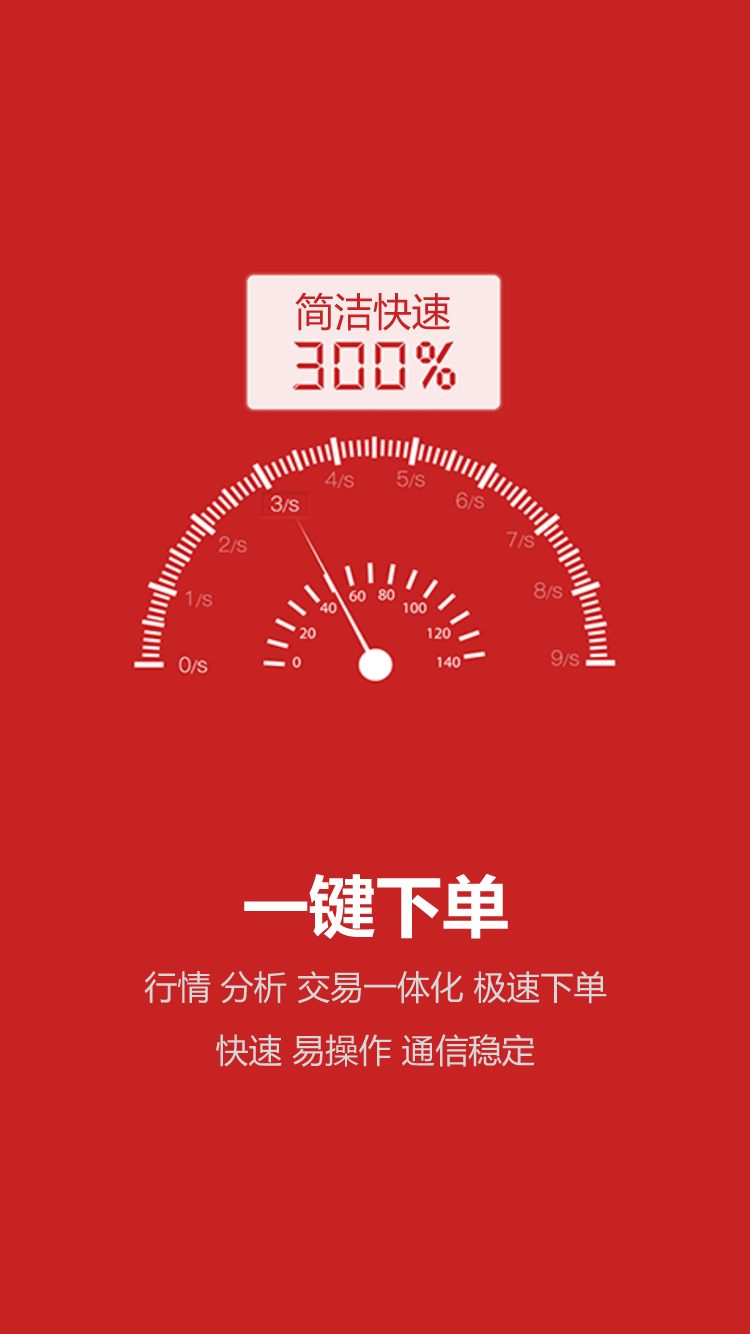 简洁快速
300%
4/s 5/s
3/s 6/s
2/s 7/s
1/s 8/s
0/s 9/s
60 80
40 100
20 120
0 140
一键下单
行情 分析 交易一体化 极速下单
快速 易操作 通信稳定